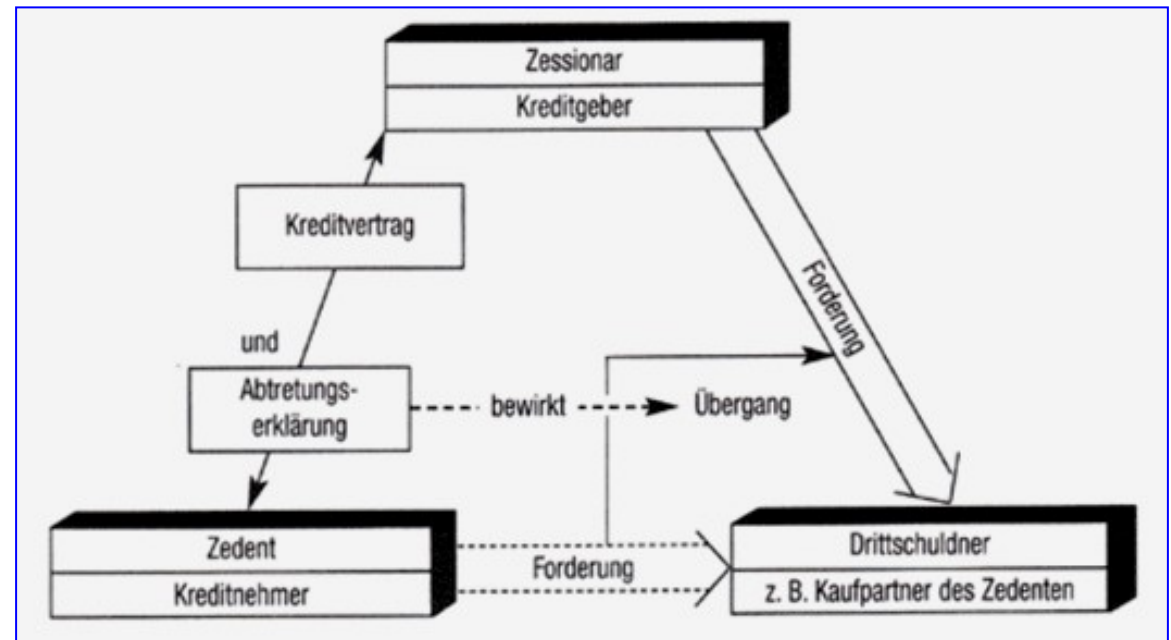 Zessionar
Kreditgeber
Kreditvertrag
Forderung
und
Abtretungs-
erklärung
bewirkt
Übergang
Zedent
Kreditnehmer
Forderung
Drittschuldner
z. B. Kaufpartner des Zedenten